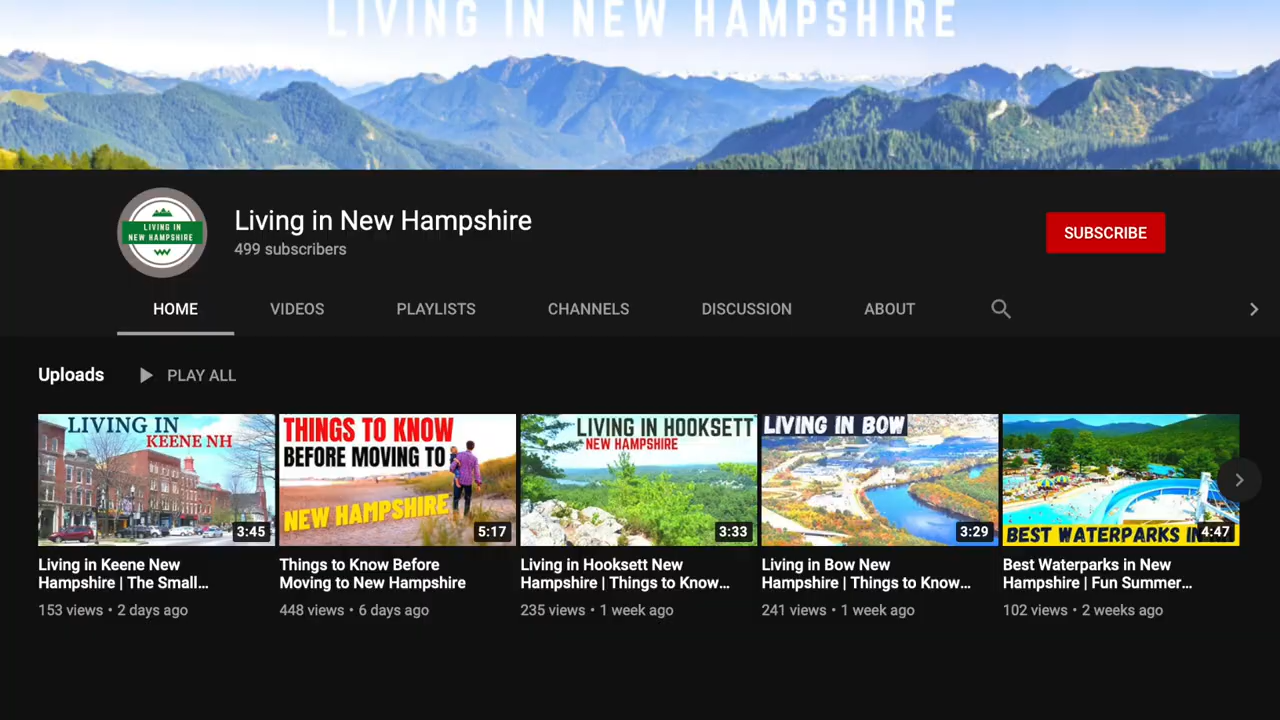 LIVING IN NEW HAMPSHIRE
LIVING IN
NEW HAMPSHIRE
Living in New Hampshire
499 subscribers
SUBSCRIBE
HOME VIDEOS PLAYLISTS CHANNELS DISCUSSION ABOUT
Uploads PLAY ALL
LIVING IN
KEENE NH
3:45
THINGS TO KNOW
BEFORE MOVING TO
NEW HAMPSHIRE
5:17
LIVING IN HOOKSETT
NEW HAMPSHIRE
3:33
LIVING IN BOW
3:29
BEST WATERPARKS IN
4:47
Living in Keene New
Hampshire | The Small...
153 views • 2 days ago
Things to Know Before
Moving to New Hampshire
448 views • 6 days ago
Living in Hooksett New
Hampshire | Things to Know...
235 views • 1 week ago
Living in Bow New
Hampshire | Things to Know...
241 views • 1 week ago
Best Waterparks in New
Hampshire | Fun Summer...
102 views • 2 weeks ago